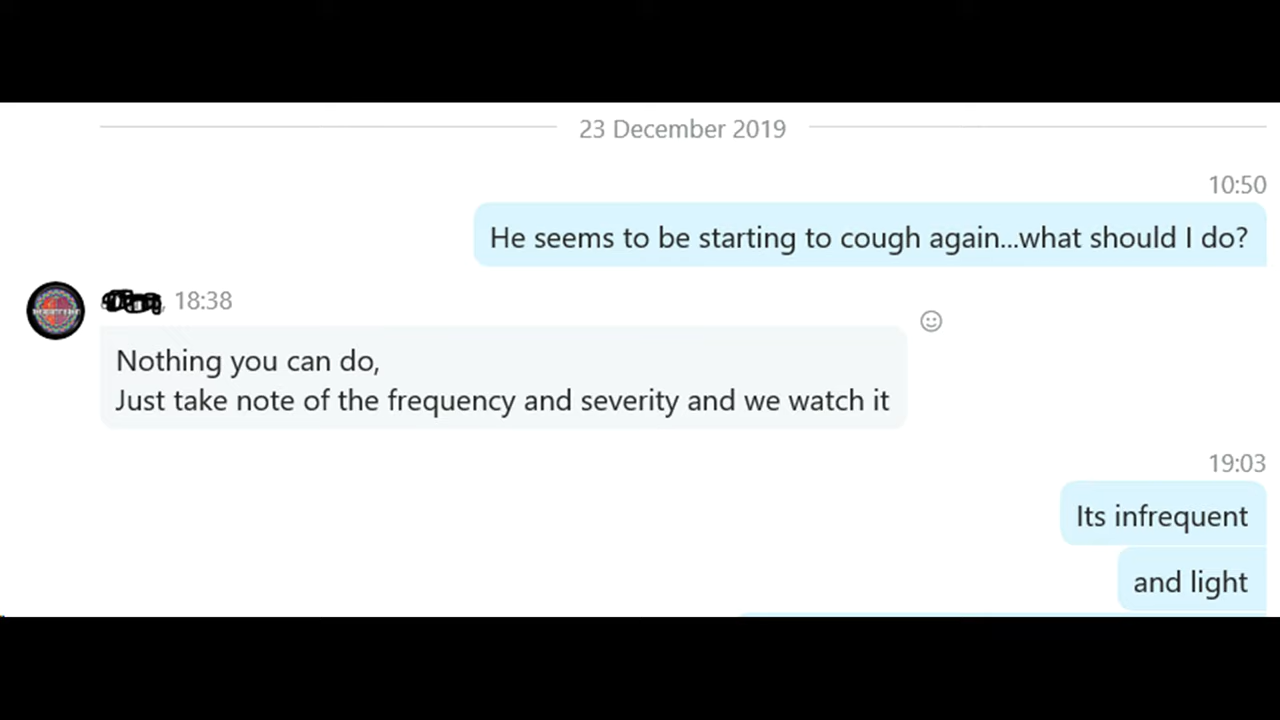 23 December 2019
10:50
He seems to be starting to cough again...what should I do?
, 18:38
Nothing you can do,
Just take note of the frequency and severity and we watch it
19:03
Its infrequent
and light